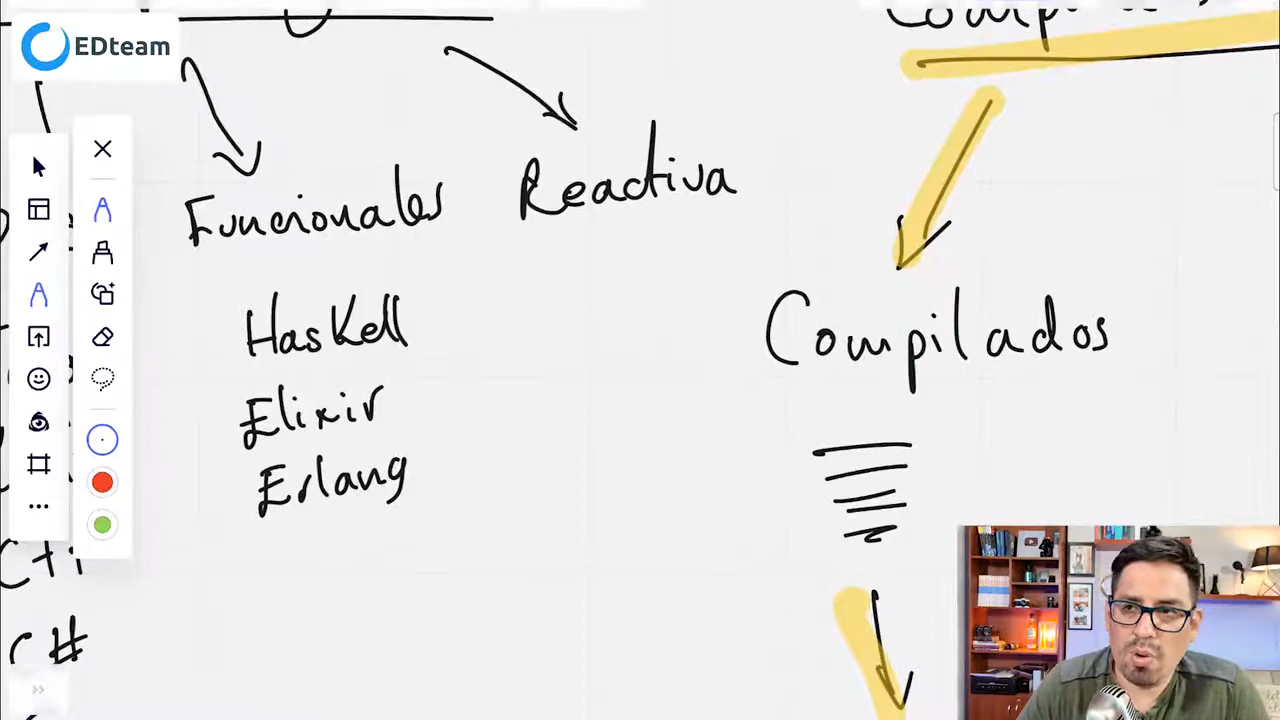 EDteam
Funcionales
Reactiva
Haskell
Elixir
Erlang
Compilados
C++
C#